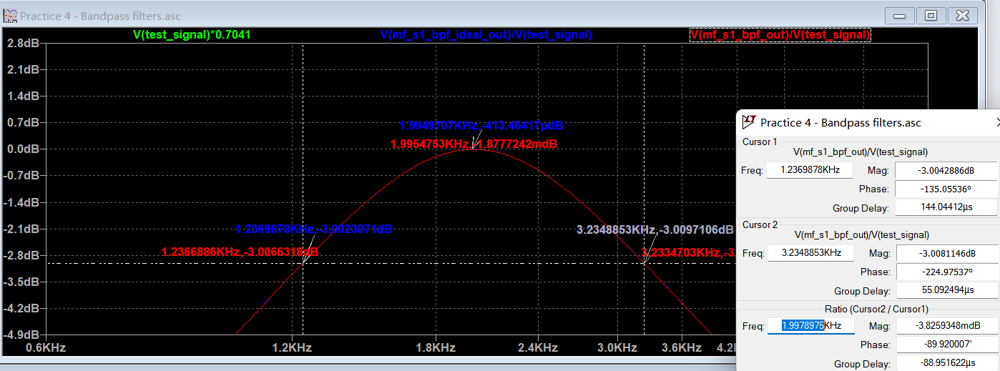 Practice 4 - Bandpass filters.asc
V(test_signal)*0.7041
V(mf_s1_bpf_ideal_out)/V(test_signal)
V(mf_s1_bpf_out)/V(test_signal)
2.8dB
2.1dB
1.4dB
0.7dB
0.0dB
-0.7dB
-1.4dB
-2.1dB
-2.8dB
-3.5dB
-4.2dB
-4.9dB
1.9949707KHz,-413.46417µdB
1.9954753KHz,-1.8777242mdB
1.2369878KHz,-3.0023071dB
1.2366886KHz,-3.0066318dB
3.2348853KHz,-3.0097106dB
3.2334703KHz,-3.
0.6KHz
1.2KHz
1.8KHz
2.4KHz
3.0KHz
3.6KHz
4.2
Practice 4 - Bandpass filters.asc
Cursor 1
V(mf_s1_bpf_out)/V(test_signal)
Freq: 1.2369878KHz Mag: -3.0042886dB
Phase: -135.05536º
Group Delay: 144.04412µs
Cursor 2
V(mf_s1_bpf_out)/V(test_signal)
Freq: 3.2348853KHz Mag: -3.0081146dB
Phase: -224.97537º
Group Delay: 55.092494µs
Ratio (Cursor2 / Cursor1)
Freq: 1.9978975KHz Mag: -3.8259348mdB
Phase: -89.920007°
Group Delay: -88.951622µs